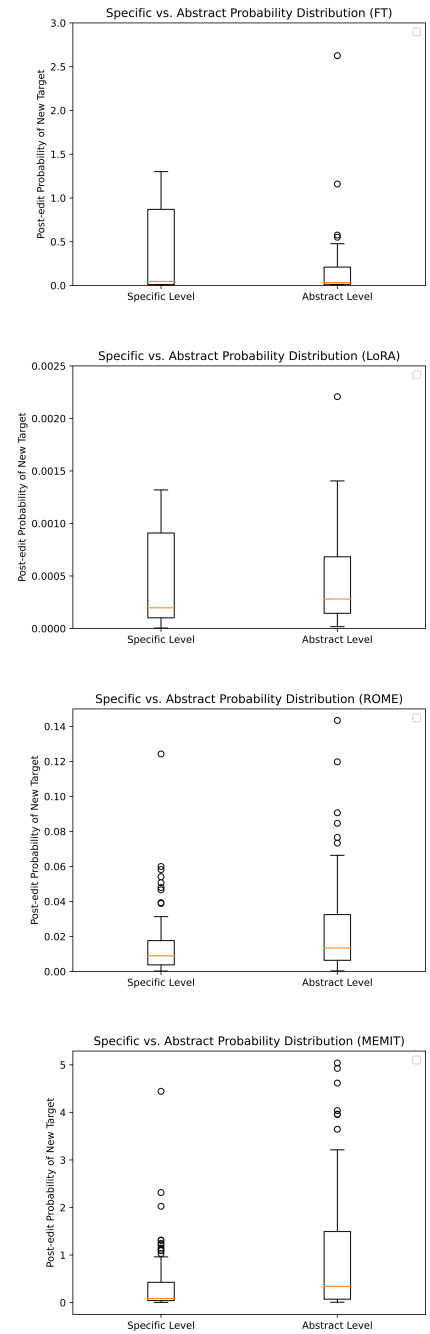 Specific vs. Abstract Probability Distribution (FT)
3.0
2.5
2.0
1.5
1.0
0.5
0.0
Post-edit Probability of New Target
Specific Level Abstract Level
Specific vs. Abstract Probability Distribution (LoRA)
0.0025
0.0020
0.0015
0.0010
0.0005
0.0000
Post-edit Probability of New Target
Specific Level Abstract Level
Specific vs. Abstract Probability Distribution (ROME)
0.14
0.12
0.10
0.08
0.06
0.04
0.02
0.00
Post-edit Probability of New Target
Specific Level Abstract Level
Specific vs. Abstract Probability Distribution (MEMIT)
5
4
3
2
1
0
Post-edit Probability of New Target
Specific Level Abstract Level